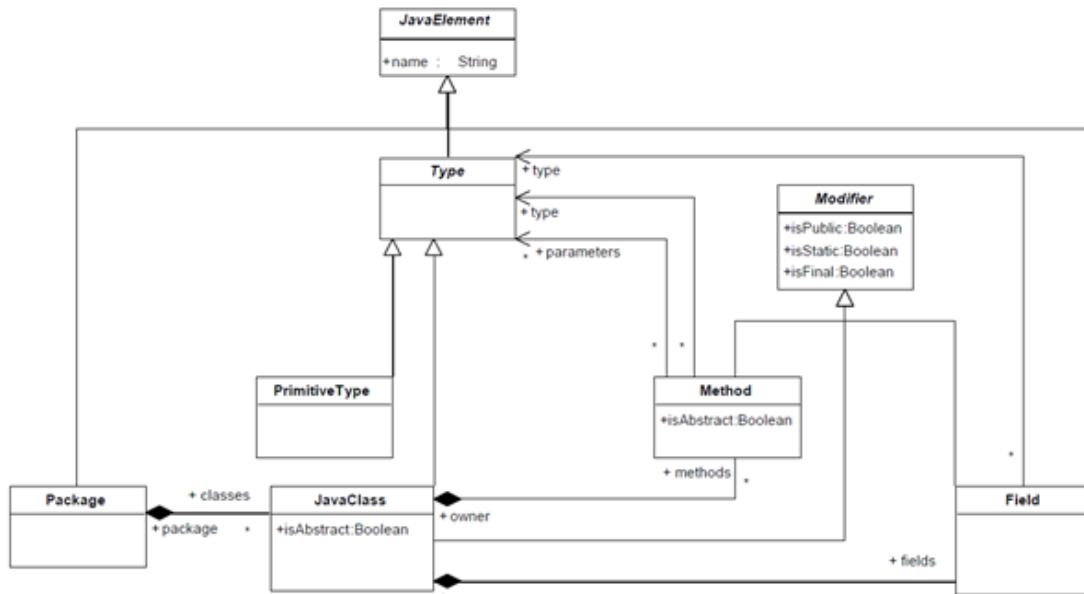 JavaElement
+name : String
Type
+ type
+ type
* + parameters
Modifier
+isPublic:Boolean
+isStatic:Boolean
+isFinal:Boolean
* *
PrimitiveType
Method
+isAbstract:Boolean
*
+ methods
*
Package
+ classes
+package *
JavaClass
+isAbstract:Boolean
+ owner
Field
+ fields